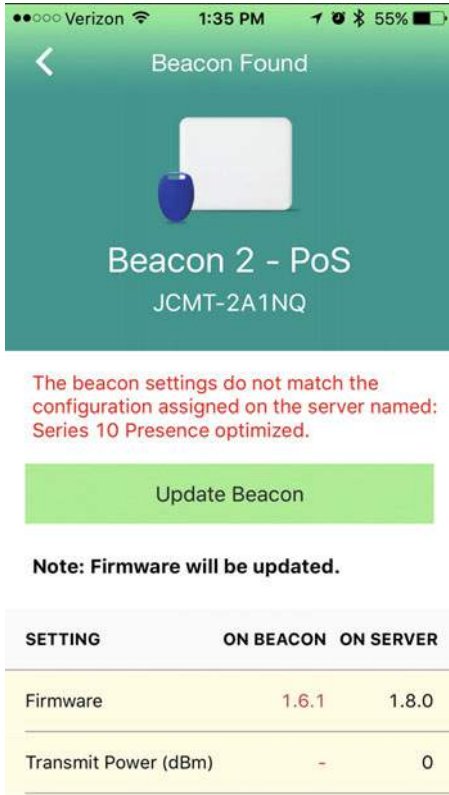 Verizon 1:35 PM 55%
Beacon Found
Beacon 2 - PoS
JCMT-2A1NQ
The beacon settings do not match the
configuration assigned on the server named:
Series 10 Presence optimized.
Update Beacon
Note: Firmware will be updated.
SETTING ON BEACON ON SERVER
Firmware 1.6.1 1.8.0
Transmit Power (dBm) - 0